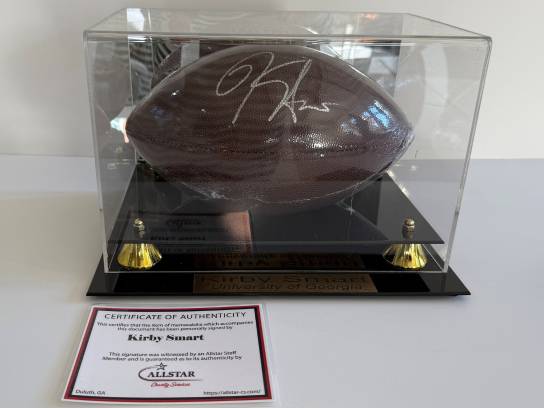 Kirby Smart
University of Georgia
CERTIFICATE OF AUTHENTICITY
This certifies that the item of memorabilia which accompanies
this document has been personally signed by
Kirby Smart
This signature was witnessed by an Allstar Staff
Member and is guaranteed as to its authenticity by
ALLSTAR
Charity Services
Duluth, GA
https://allstar-cs.com/